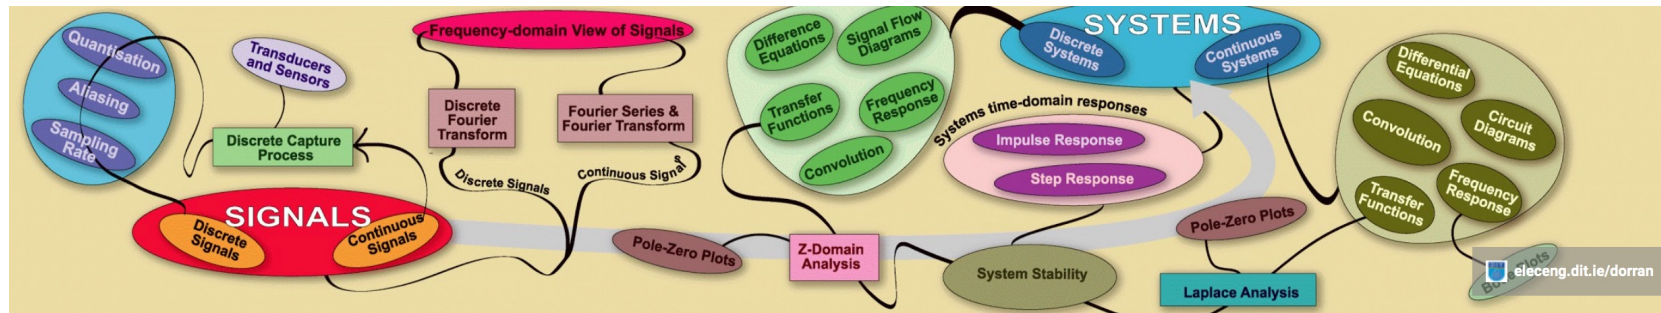 Quantisation
Aliasing
Sampling
Rate
Transducers
and Sensors
Discrete Capture
Process
SIGNALS
Discrete
Signals
Continuous
Signals
Frequency-domain View of Signals
Discrete
Fourier
Transform
Fourier Series &
Fourier Transform
Discrete Signals
Continuous Signals
Pole-Zero Plots
Difference
Equations
Signal Flow
Diagrams
Transfer
Functions
Frequency
Response
Convolution
Z-Domain
Analysis
SYSTEMS
Discrete
Systems
Continuous
Systems
Systems time-domain responses
Impulse Response
Step Response
System Stability
Pole-Zero Plots
Laplace Analysis
Differential
Equations
Convolution
Circuit
Diagrams
Transfer
Functions
Frequency
Response
Bode Plots
eleceng.dit.ie/dorran